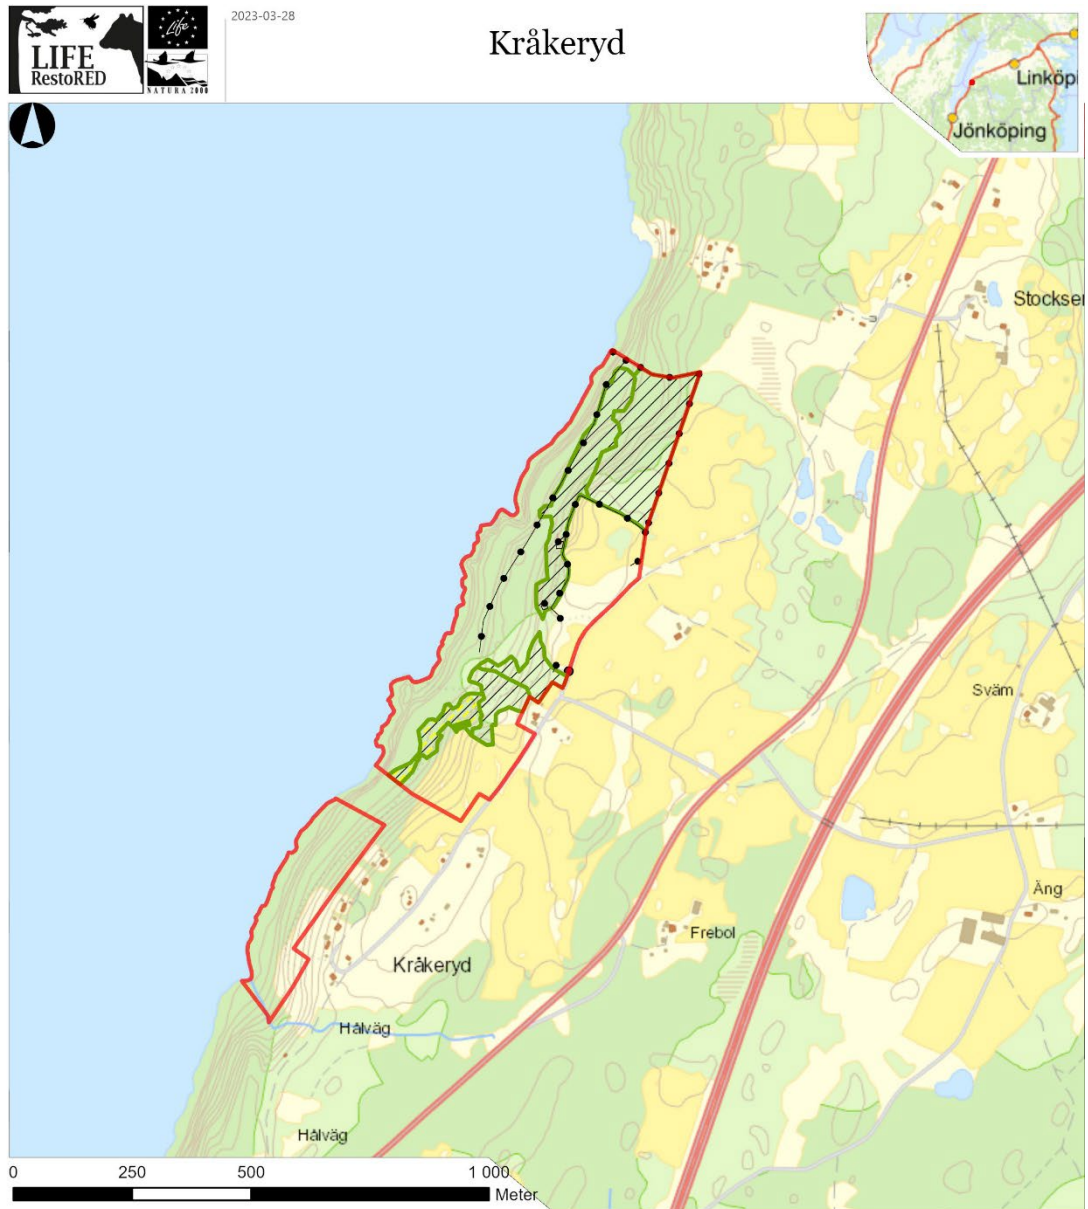 LIFE
RestoRED
Life
NATURA 2000
2023-03-28
Kråkeryd
Linköp
Jönköping
Stockser
Sväm
Äng
Frebol
Kråkeryd
Hålväg
Hålväg
0 250 500 1 000
Meter